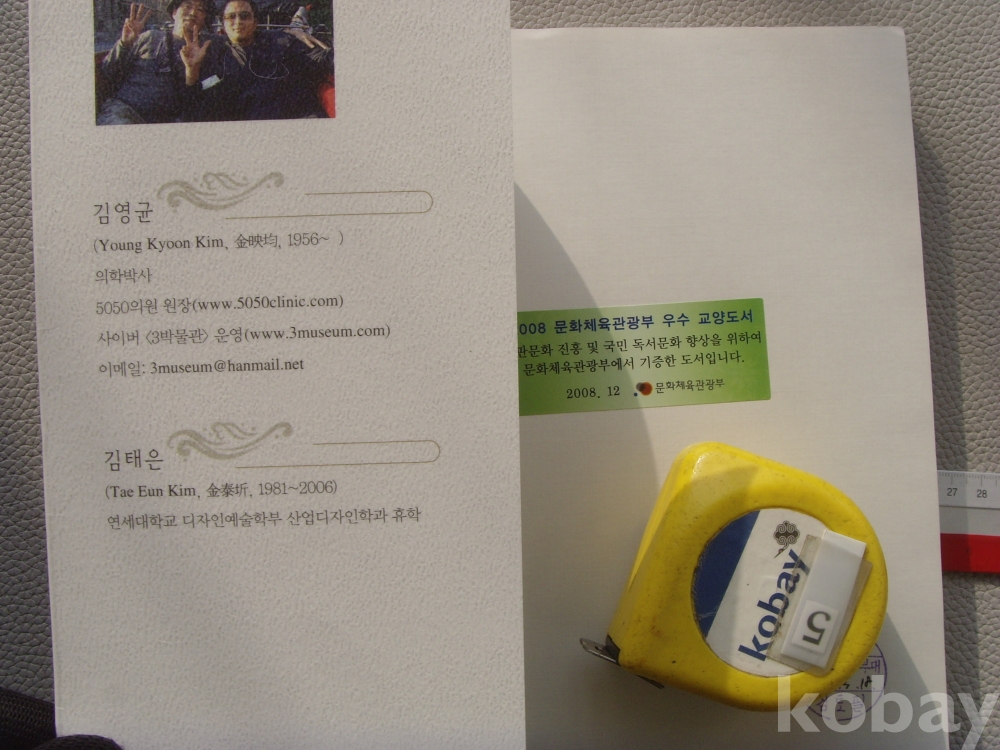 김영균
(Young Kyoon Kim, 金映均, 1956~ )
의학박사
5050의원 원장(www.5050clinic.com)
사이버 〈3박물관〉 운영(www.3museum.com)
이메일: 3museum@hanmail.net
김태은
(Tae Eun Kim, 金泰圻, 1981~2006)
연세대학교 디자인예술학부 산업디자인학과 휴학
008 문화체육관광부 우수 교양도서
판문화 진흥 및 국민 독서문화 향상을 위하여
문화체육관광부에서 기증한 도서입니다.
2008. 12 문화체육관광부
27 28
kobay
5
kobay